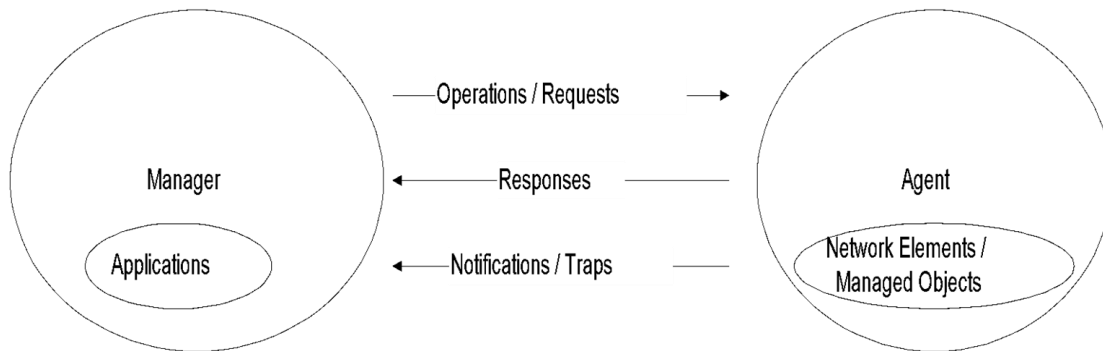 Operations / Requests
Manager
Responses
Agent
Applications
Notifications / Traps
Network Elements /
Managed Objects